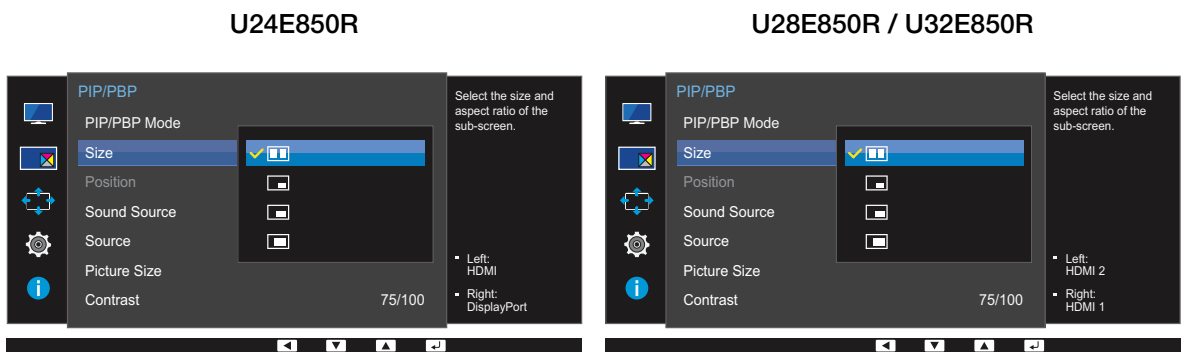 U24E850R
PIP/PBP
PIP/PBP Mode
Size
Position
Sound Source
Source
Picture Size
Contrast 75/100
Select the size and
aspect ratio of the
sub-screen.
Left:
HDMI
Right:
DisplayPort
U28E850R / U32E850R
PIP/PBP
PIP/PBP Mode
Size
Position
Sound Source
Source
Picture Size
Contrast 75/100
Select the size and
aspect ratio of the
sub-screen.
Left:
HDMI 2
Right:
HDMI 1